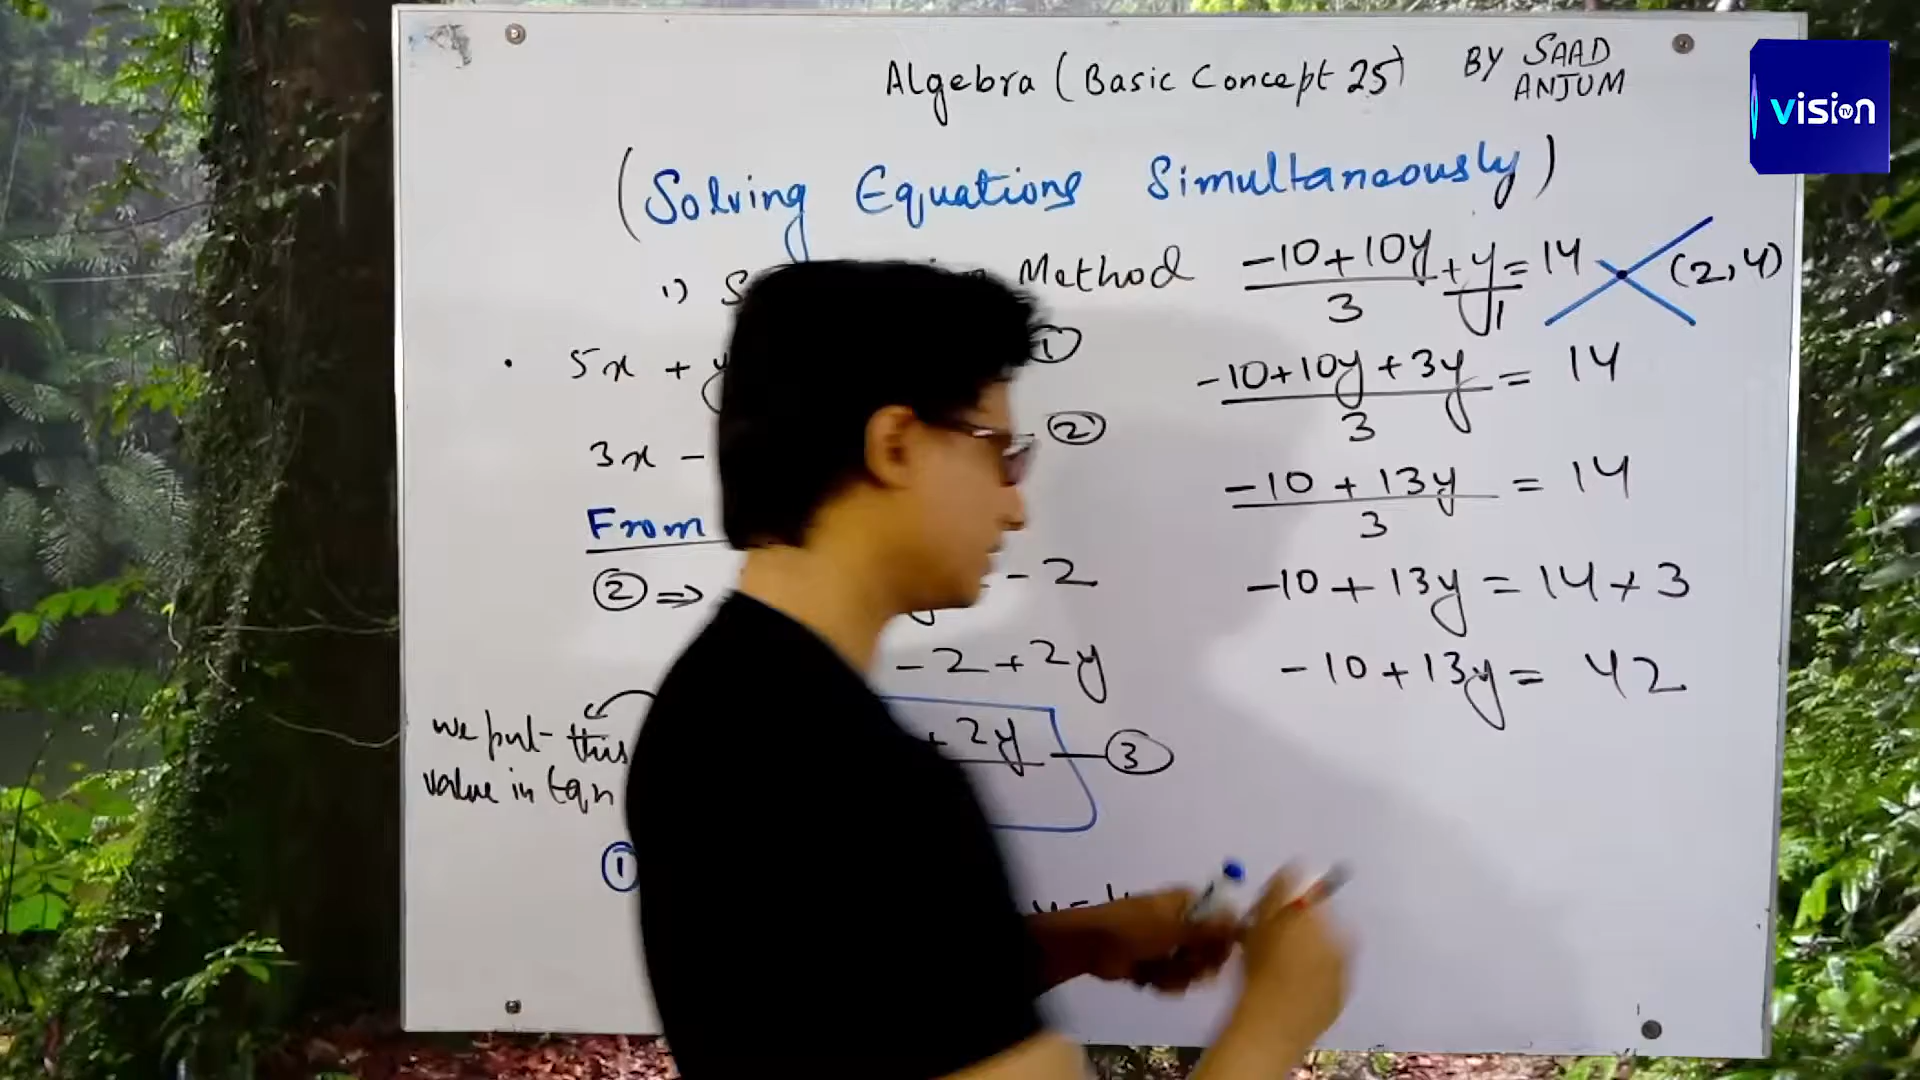 Algebra (Basic Concept 25)
BY SAAD
ANJUM
vision
TV
(Solving Equations Simultaneously)
1) Method
5x + y
①
3x -
②
From
② ⇒
- 2
- 2 + 2y
+ 2y
③
we put this
value in Eqn
①
-10+10y/3 + y/1 = 14
(2,4)
-10+10y+3y/3 = 14
-10 + 13y/3 = 14
-10 + 13y = 14 × 3
-10 + 13y = 42